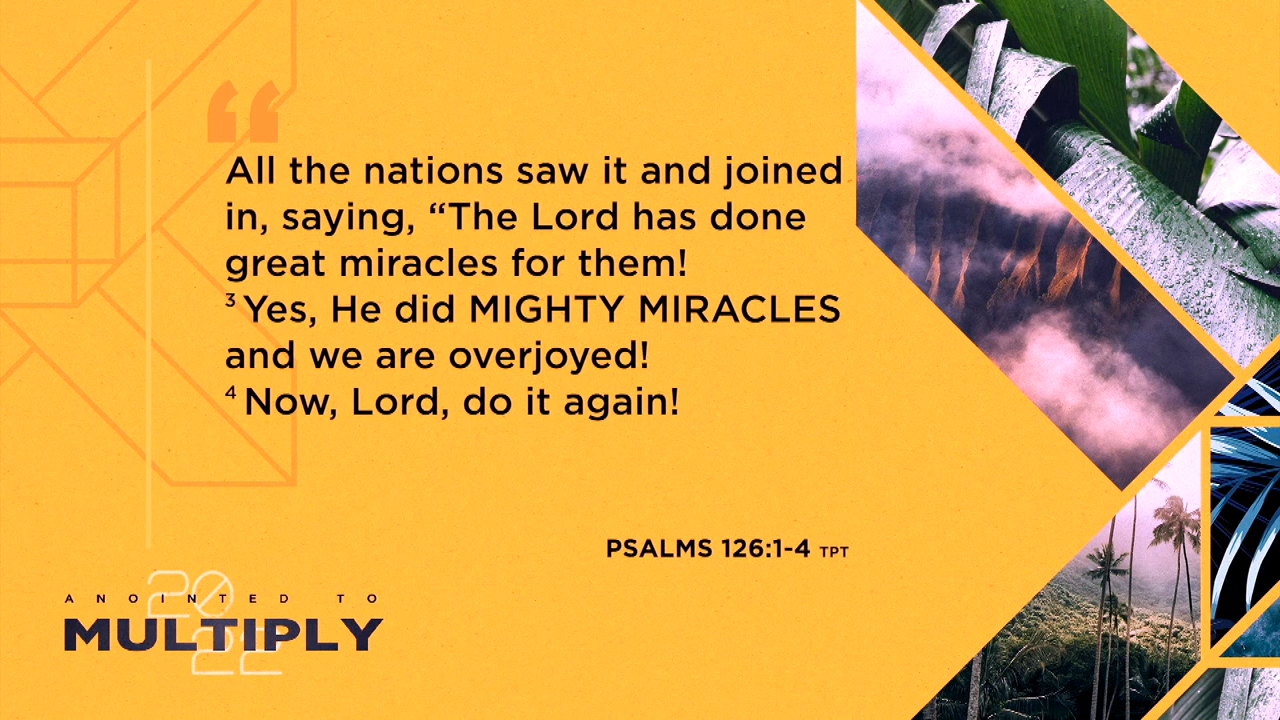 “
All the nations saw it and joined
in, saying, “The Lord has done
great miracles for them!
³ Yes, He did MIGHTY MIRACLES
and we are overjoyed!
⁴ Now, Lord, do it again!
PSALMS 126:1-4 TPT
ANOINTED TO
MULTIPLY
2022